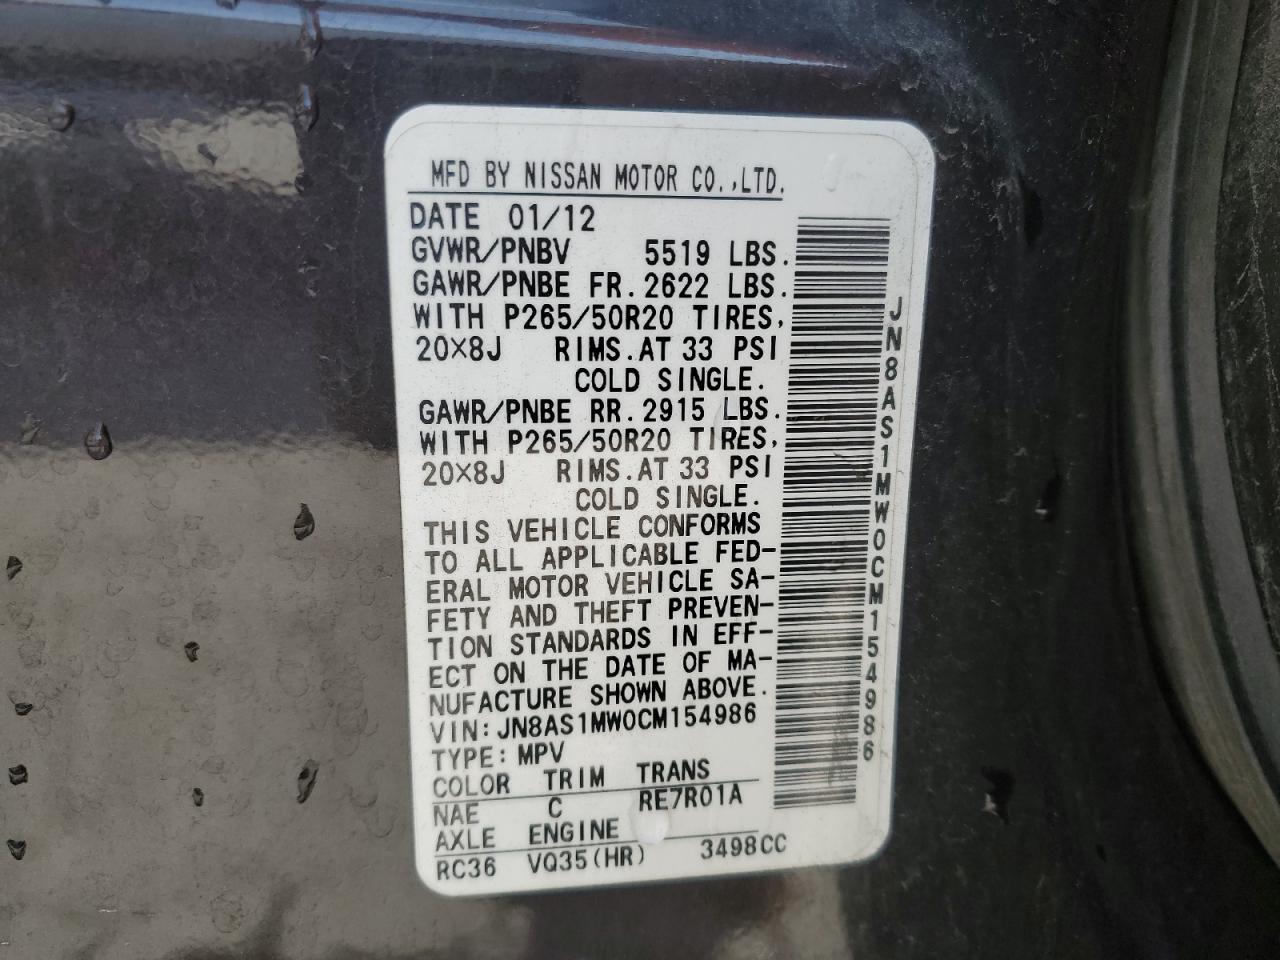 MFD BY NISSAN MOTOR CO.,LTD.
DATE 01/12
GVWR/PNBV 5519 LBS.
GAWR/PNBE FR.2622 LBS.
WITH P265/50R20 TIRES,
20×8J RIMS.AT 33 PSI
COLD SINGLE.
GAWR/PNBE RR.2915 LBS.
WITH P265/50R20 TIRES,
20×8J RIMS.AT 33 PSI
COLD SINGLE.
THIS VEHICLE CONFORMS
TO ALL APPLICABLE FED-
ERAL MOTOR VEHICLE SA-
FETY AND THEFT PREVEN-
TION STANDARDS IN EFF-
ECT ON THE DATE OF MA-
NUFACTURE SHOWN ABOVE.
VIN:JN8AS1MW0CM154986
TYPE:MPV
COLOR TRIM TRANS
NAE C RE7R01A
AXLE ENGINE
RC36 VQ35(HR) 3498CC
JN8AS1MW0CM154986